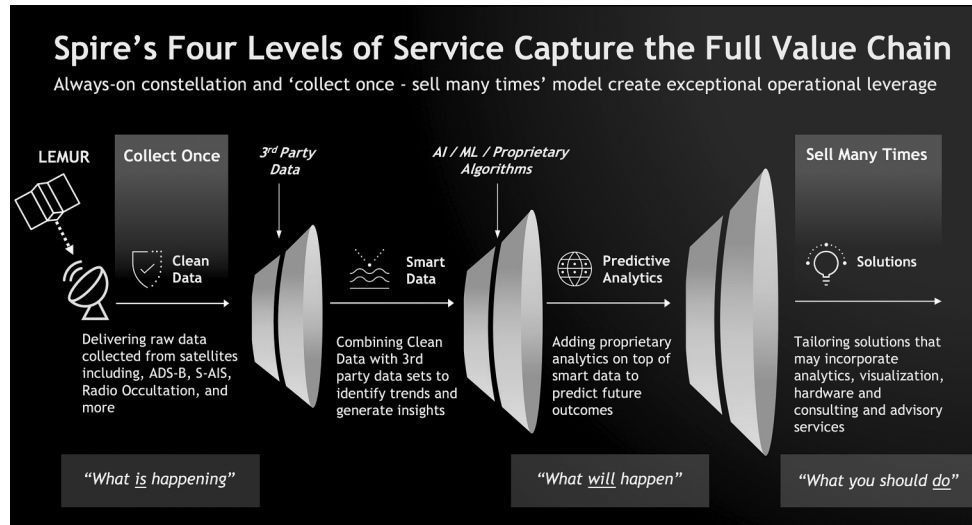 Spire's Four Levels of Service Capture the Full Value Chain
Always-on constellation and 'collect once - sell many times' model create exceptional operational leverage
LEMUR
Collect Once
3rd Party
Data
AI / ML / Proprietary
Algorithms
Sell Many Times
Clean
Data
Smart
Data
Predictive
Analytics
Solutions
Delivering raw data
collected from satellites
including, ADS-B, S-AIS,
Radio Occultation, and
more
Combining Clean
Data with 3rd
party data sets to
identify trends and
generate insights
Adding proprietary
analytics on top of
smart data to
predict future
outcomes
Tailoring solutions that
may incorporate
analytics, visualization,
hardware and
consulting and advisory
services
"What is happening"
"What will happen"
"What you should do"